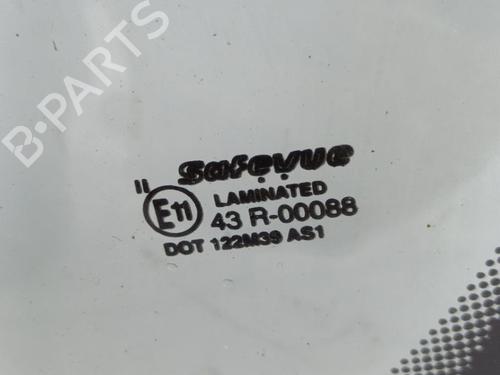 B-PARTS
safevue
II
E11
LAMINATED
43 R-00088
DOT 122M39 AS1